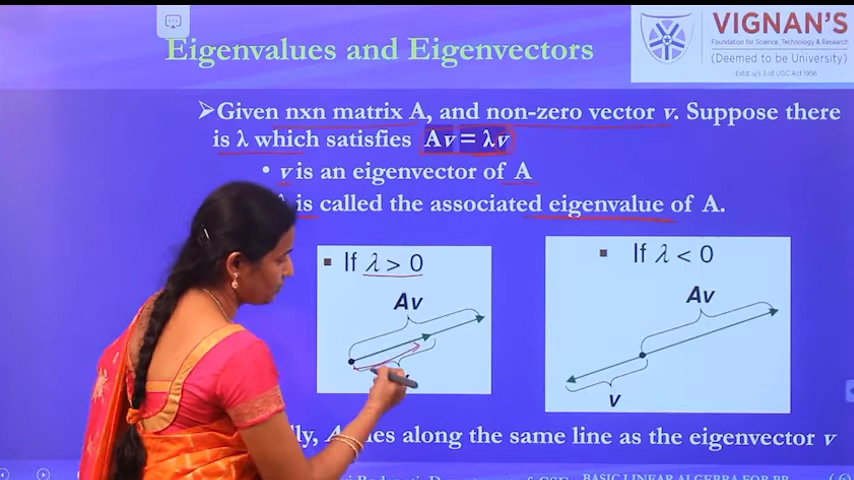 Eigenvalues and Eigenvectors
VIGNAN'S
Foundation for Science, Technology & Research
(Deemed to be University)
Estd. u/s 3 of UGC Act 1956
➢Given nxn matrix A, and non-zero vector v. Suppose there
is λ which satisfies Av = λv
• v is an eigenvector of A
is called the associated eigenvalue of A.
▪ If λ > 0
Av
▪ If λ < 0
Av
v
along the same line as the eigenvector v
BASIC LINEAR ALGEBRA FOR PR